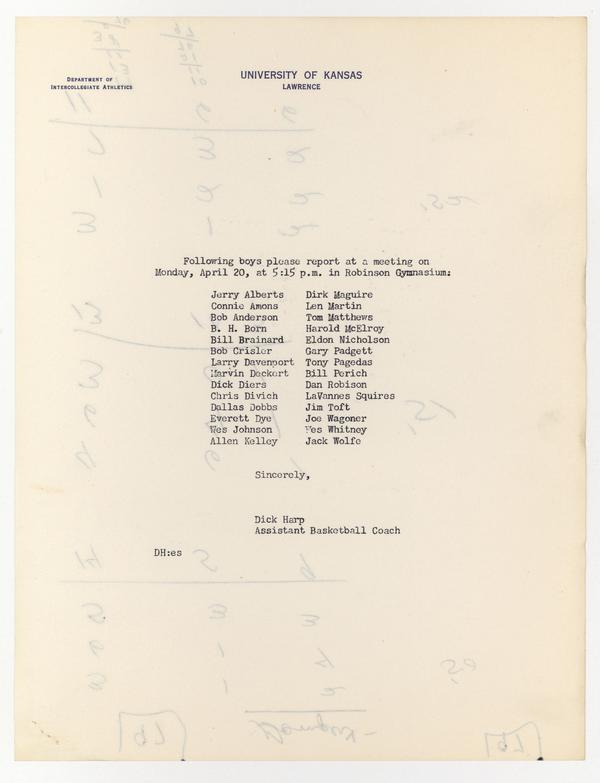 DEPARTMENT OF
INTERCOLLEGIATE ATHLETICS
UNIVERSITY OF KANSAS
LAWRENCE
Following boys please report at a meeting on
Monday, April 20, at 5:15 p.m. in Robinson Gymnasium:
Jerry Alberts Dirk Maguire
Connie Amons Len Martin
Bob Anderson Tom Matthews
B. H. Born Harold McElroy
Bill Brainard Eldon Nicholson
Bob Crisler Gary Padgett
Larry Davenport Tony Pagedas
Marvin Deckert Bill Perich
Dick Diers Dan Robison
Chris Divich LaVannes Squires
Dallas Dobbs Jim Toft
Everett Dye Joe Wagoner
Wes Johnson Wes Whitney
Allen Kelley Jack Wolfe
Sincerely,
Dick Harp
Assistant Basketball Coach
DH:es